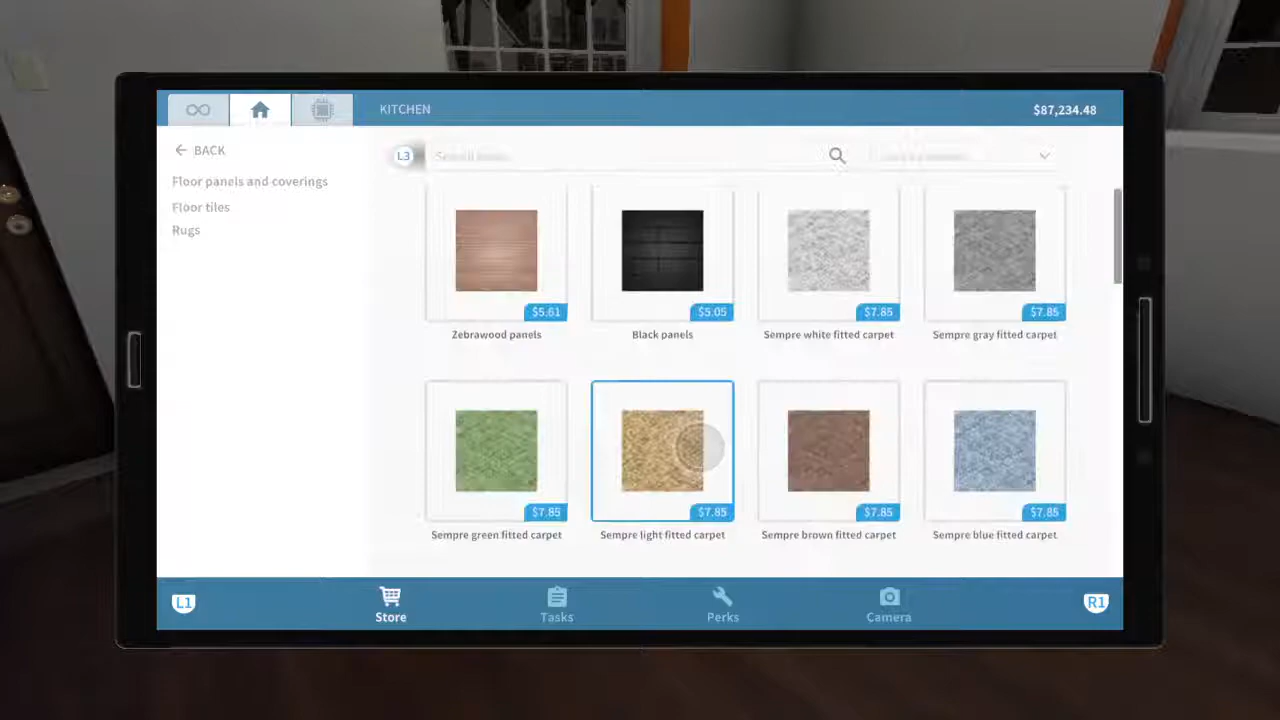 KITCHEN
$87,234.48
BACK
L3
Floor panels and coverings
Floor tiles
Rugs
$5.61
$5.05
$7.85
$7.85
Zebrawood panels
Black panels
Sempre white fitted carpet
Sempre gray fitted carpet
$7.85
$7.85
$7.85
$7.85
Sempre green fitted carpet
Sempre light fitted carpet
Sempre brown fitted carpet
Sempre blue fitted carpet
L1
Store
Tasks
Perks
Camera
R1